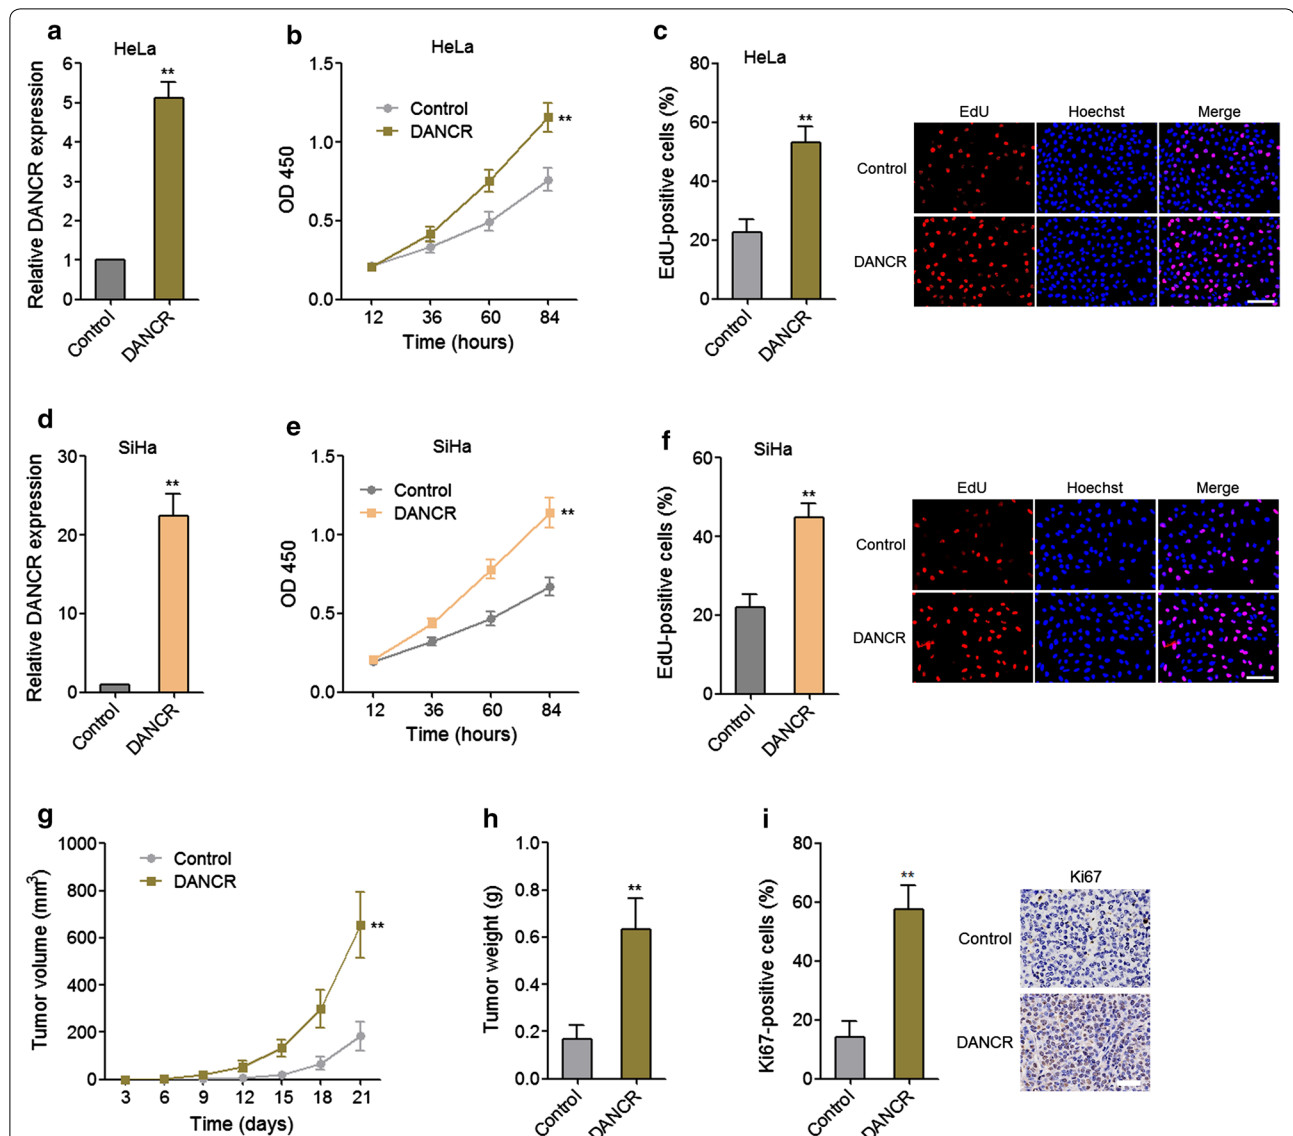 a
HeLa
Relative DANCR expression
6
5
4
3
2
1
0
**
Control
DANCR
b
HeLa
OD 450
1.5
1.0
0.5
0.0
Control
DANCR
**
12 36 60 84
Time (hours)
c
HeLa
EdU-positive cells (%)
80
60
40
20
0
**
Control
DANCR
EdU Hoechst Merge
Control
DANCR
d
SiHa
Relative DANCR expression
30
20
10
0
**
Control
DANCR
e
SiHa
OD 450
1.5
1.0
0.5
0.0
Control
DANCR
**
12 36 60 84
Time (hours)
f
SiHa
EdU-positive cells (%)
60
40
20
0
**
Control
DANCR
EdU Hoechst Merge
Control
DANCR
g
Tumor volume (mm3)
1000
800
600
400
200
0
Control
DANCR
**
3 6 9 12 15 18 21
Time (days)
h
Tumor weight (g)
1.0
0.8
0.6
0.4
0.2
0.0
**
Control
DANCR
i
Ki67-positive cells (%)
80
60
40
20
0
**
Control
DANCR
Ki67
Control
DANCR